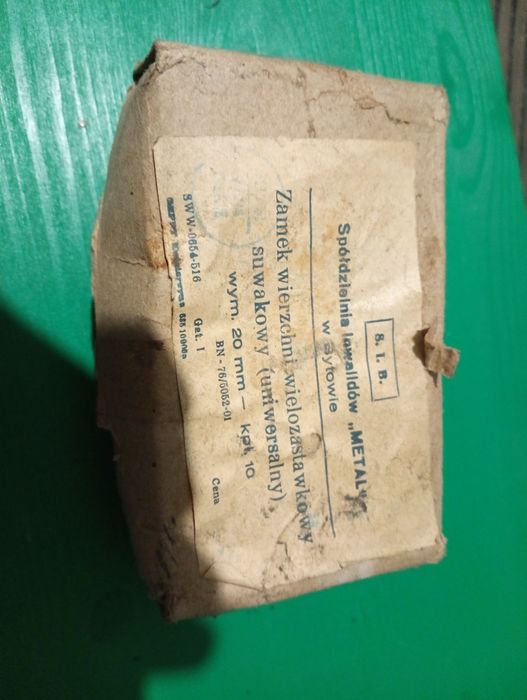 S. I. B.
Spółdzielnia Inwalidów „METAL"
w Bytowie
Zamek wierzchni wielozastawkowy
suwakowy (uniwersalny)
wym. 20 mm — kpl. 10
BN-76/5052-01
Gat. I
Cena
SWW-0654-516